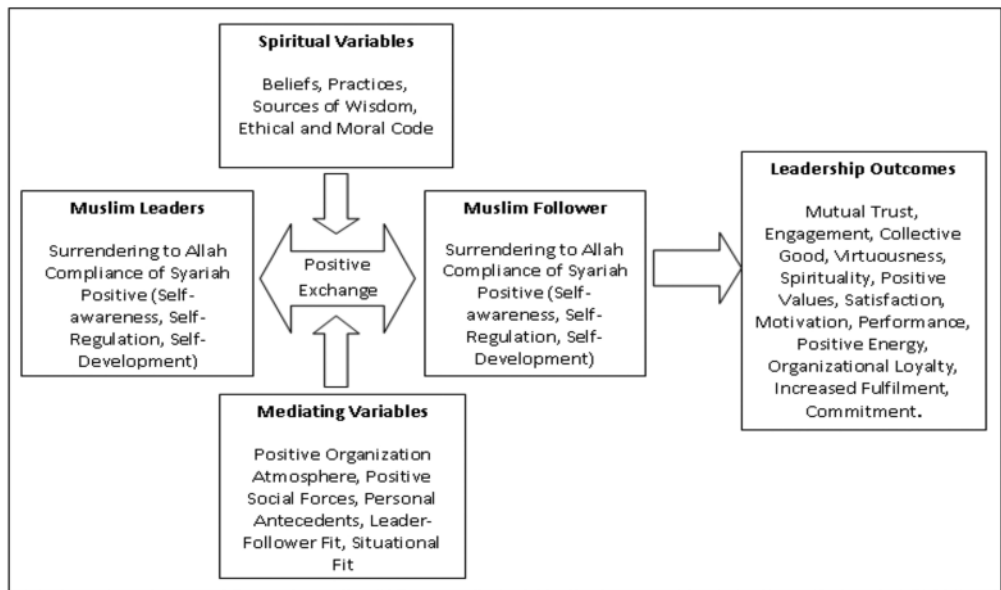 Spiritual Variables
Beliefs, Practices,
Sources of Wisdom,
Ethical and Moral Code
Muslim Leaders
Surrendering to Allah
Compliance of Syariah
Positive (Self-
awareness, Self-
Regulation, Self-
Development)
Positive
Exchange
Muslim Follower
Surrendering to Allah
Compliance of Syariah
Positive (Self-
awareness, Self-
Regulation, Self-
Development)
Leadership Outcomes
Mutual Trust,
Engagement, Collective
Good, Virtuousness,
Spirituality, Positive
Values, Satisfaction,
Motivation, Performance,
Positive Energy,
Organizational Loyalty,
Increased Fulfilment,
Commitment.
Mediating Variables
Positive Organization
Atmosphere, Positive
Social Forces, Personal
Antecedents, Leader-
Follower Fit, Situational
Fit